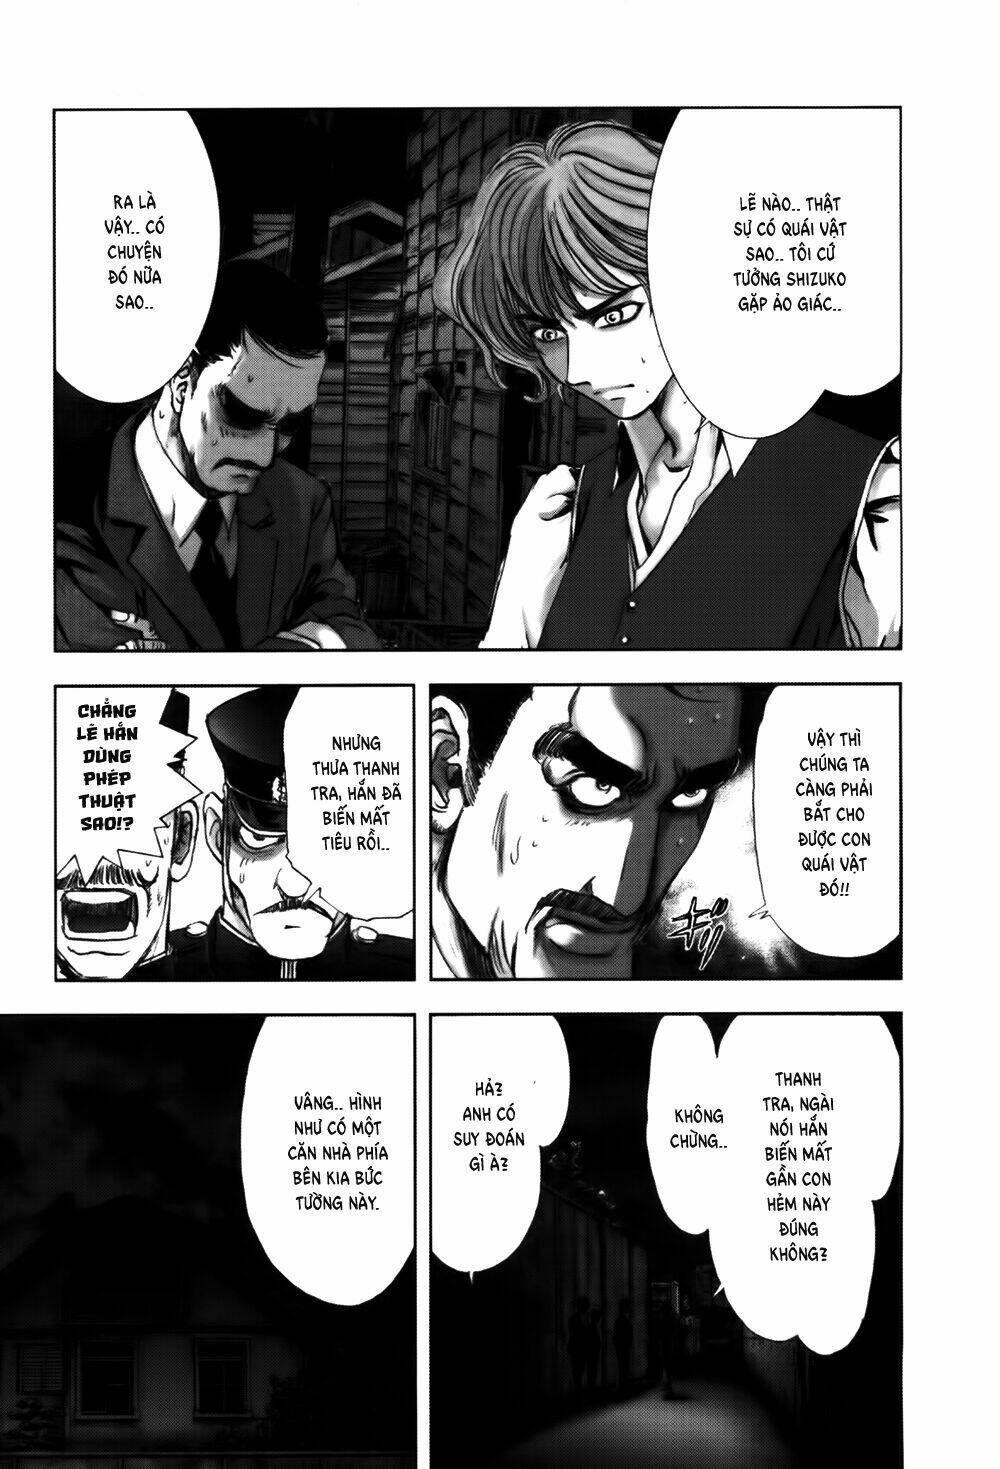 LẼ NÀO.. THẬT
SỰ CÓ QUÁI VẬT
SAO.. TÔI CỨ
TƯỞNG SHIZUKO
GẶP ẢO GIÁC..
RA LÀ
VẬY.. CÓ
CHUYỆN
ĐÓ NỮA
SAO..
VẬY THÌ
CHÚNG TA
CÀNG PHẢI
BẮT CHO
ĐƯỢC CON
QUÁI VẬT
ĐÓ!!
ギリ
NHƯNG
THƯA THANH
TRA, HẮN ĐÃ
BIẾN MẤT
TIÊU RỒI..
CHẲNG
LẼ HẮN
DÙNG
PHÉP
THUẬT
SAO!?
THANH
TRA, NGÀI
NÓI HẮN
BIẾN MẤT
GẦN CON
HẺM NÀY
ĐÚNG
KHÔNG?
KHÔNG
CHỪNG..
HẢ?
ANH CÓ
SUY ĐOÁN
GÌ À?
VÂNG.. HÌNH
NHƯ CÓ MỘT
CĂN NHÀ PHÍA
BÊN KIA BỨC
TƯỜNG NÀY.